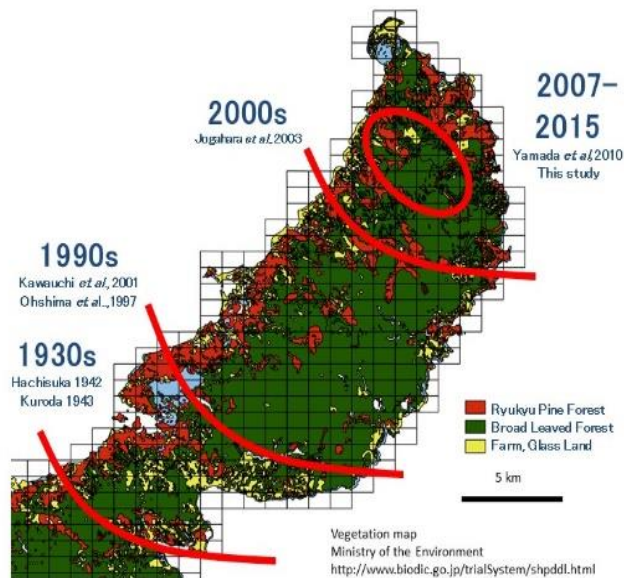 2000s
Jogahara et al,2003
2007-
2015
Yamada et al,2010
This study
1990s
Kawauchi et al,2001
Ohshima et al..,1997
1930s
Hachisuka 1942
Kuroda 1943
Ryukyu Pine Forest
Broad Leaved Forest
Farm, Glass Land
5 km
Vegetation map
Ministry of the Environment
http://www.biodic.go.jp/trialSystem/shpddl.html